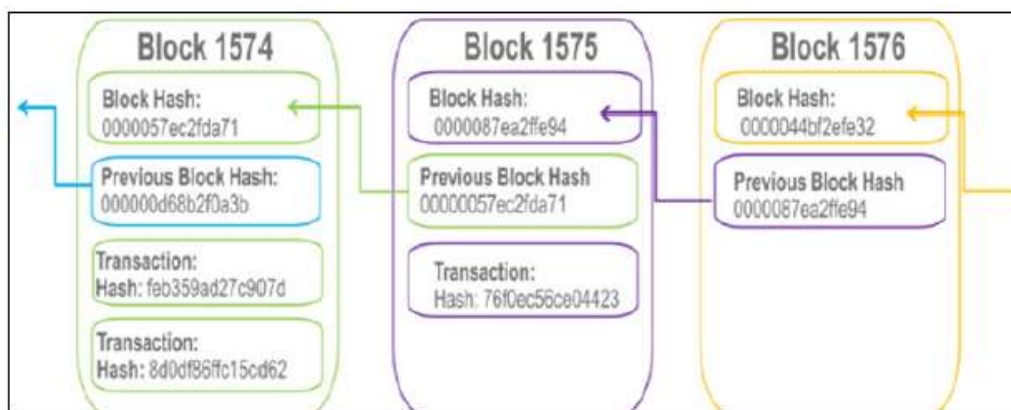 Block 1574
Block Hash:
0000057ec2fda71
Previous Block Hash:
000000d68b2f0a3b
Transaction:
Hash: feb359ad27c907d
Transaction:
Hash: 8d0df86ffc15cd62
Block 1575
Block Hash:
0000087ea2ffe94
Previous Block Hash
00000057ec2fda71
Transaction:
Hash: 76f0ec56ce04423
Block 1576
Block Hash:
0000044bf2efe32
Previous Block Hash
0000087ea2ffe94